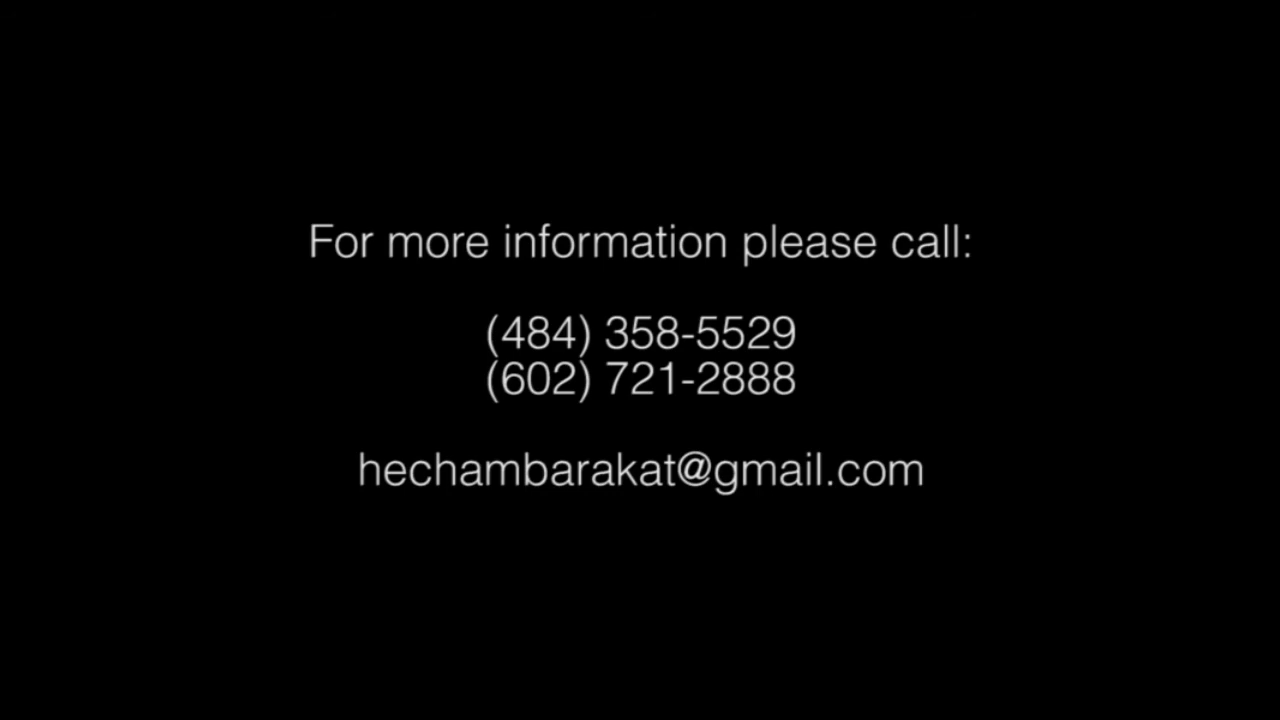 For more information please call:
(484) 358-5529
(602) 721-2888
hechambarakat@gmail.com